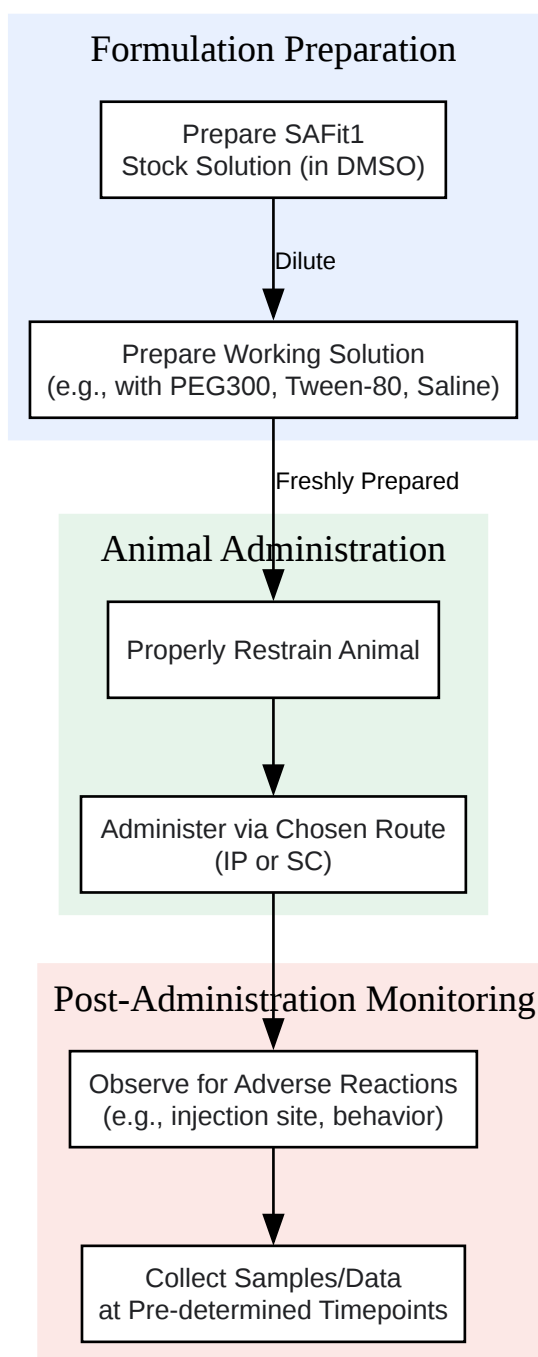 Formulation Preparation
Prepare SAFit1
Stock Solution (in DMSO)
Dilute
Prepare Working Solution
(e.g., with PEG300, Tween-80, Saline)
Freshly Prepared
Animal Administration
Properly Restrain Animal
Administer via Chosen Route
(IP or SC)
Post-Administration Monitoring
Observe for Adverse Reactions
(e.g., injection site, behavior)
Collect Samples/Data
at Pre-determined Timepoints